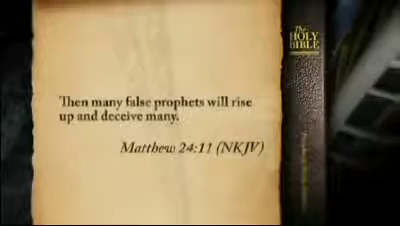 Then many false prophets will rise
up and deceive many.
Matthew 24:11 (NKJV)
The
HOLY
BIBLE